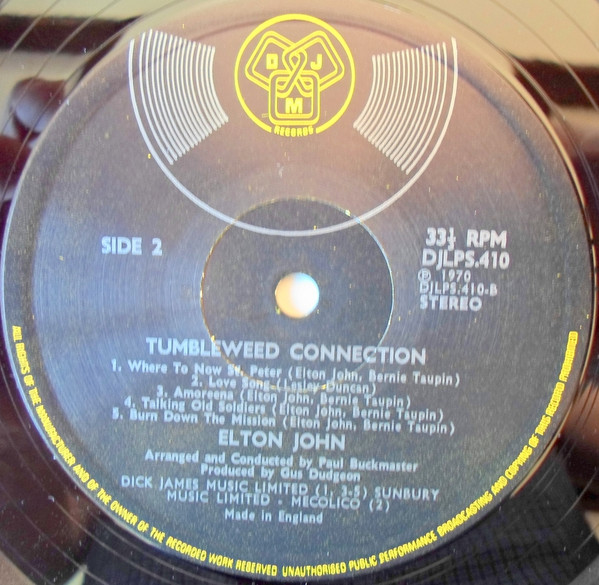 D J
M
RECORDS
SIDE 2
33⅓ RPM
DJLPS.410
℗ 1970
DJLPS.410-B
STEREO
TUMBLEWEED CONNECTION
1. Where To Now St. Peter (Elton John, Bernie Taupin)
2. Love Song (Lesley Duncan)
3. Amoreena (Elton John, Bernie Taupin)
4. Talking Old Soldiers (Elton John, Bernie Taupin)
5. Burn Down The Mission (Elton John, Bernie Taupin)
ELTON JOHN
Arranged and Conducted by Paul Buckmaster
Produced by Gus Dudgeon
DICK JAMES MUSIC LIMITED (1, 3-5) SUNBURY
MUSIC LIMITED - MECOLICO (2)
Made in England
ALL RIGHTS OF THE MANUFACTURER AND OF THE OWNER OF THE RECORDED WORK RESERVED UNAUTHORISED PUBLIC PERFORMANCE BROADCASTING AND COPYING OF THIS RECORD PROHIBITED